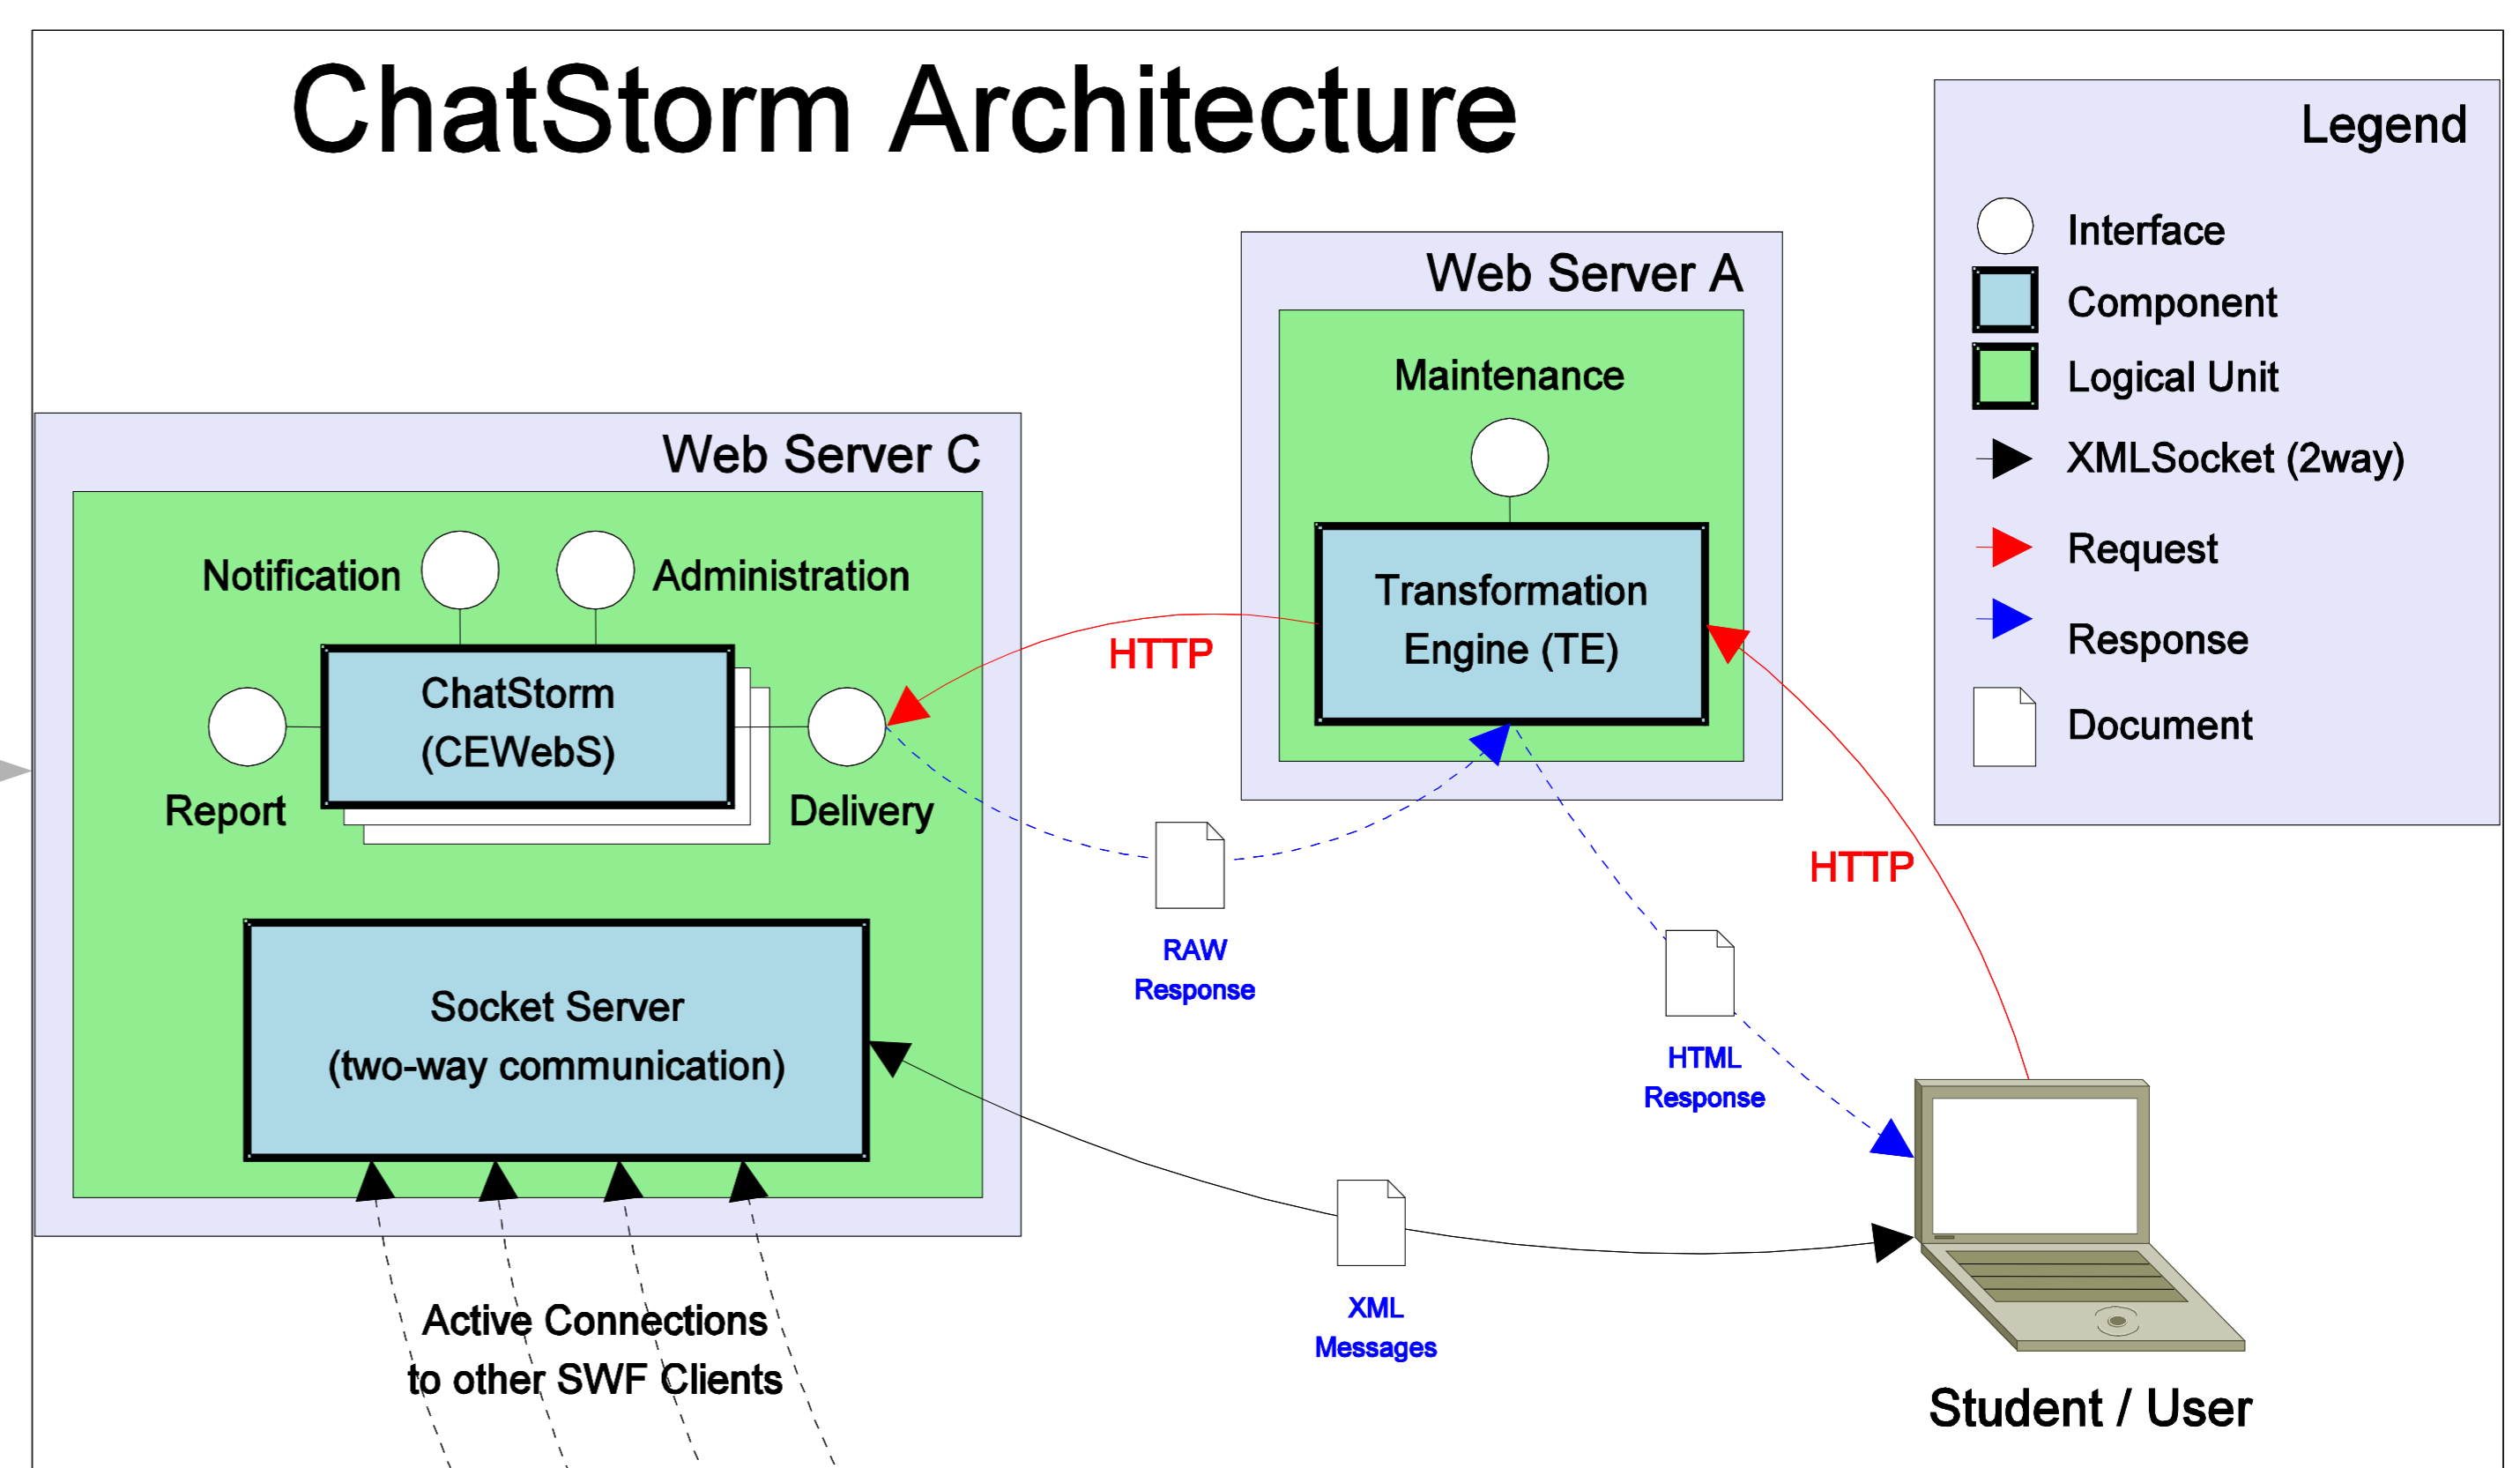 ChatStorm Architecture
Legend
Interface
Component
Logical Unit
XMLSocket (2way)
Request
Response
Document
Web Server A
Maintenance
Transformation
Engine (TE)
Web Server C
Notification
Administration
ChatStorm
(CEWebS)
Report
Delivery
HTTP
HTTP
RAW
Response
HTML
Response
Socket Server
(two-way communication)
XML
Messages
Active Connections
to other SWF Clients
Student / User